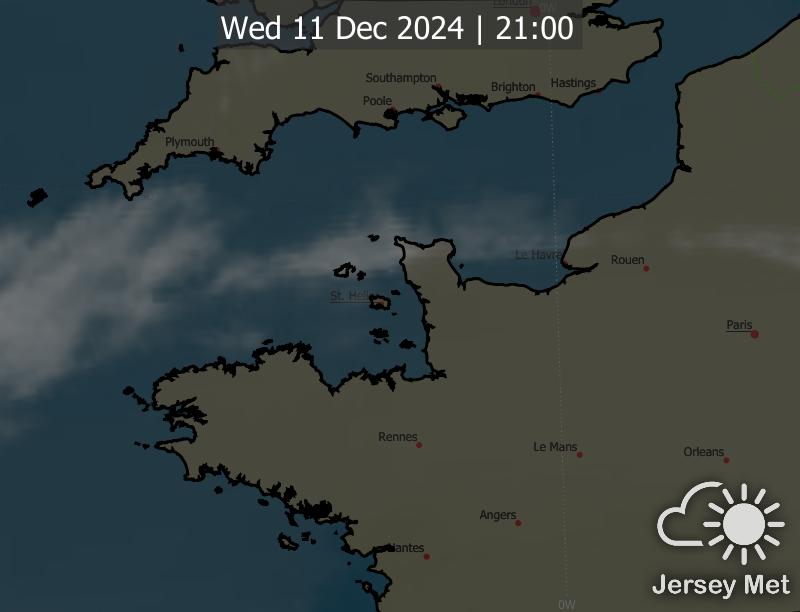 London
0W
Wed 11 Dec 2024 | 21:00
Southampton
Brighton
Hastings
Poole
Plymouth
Le Havre
Rouen
St. Helier
Paris
Rennes
Le Mans
Orleans
Angers
Nantes
Jersey Met
0W